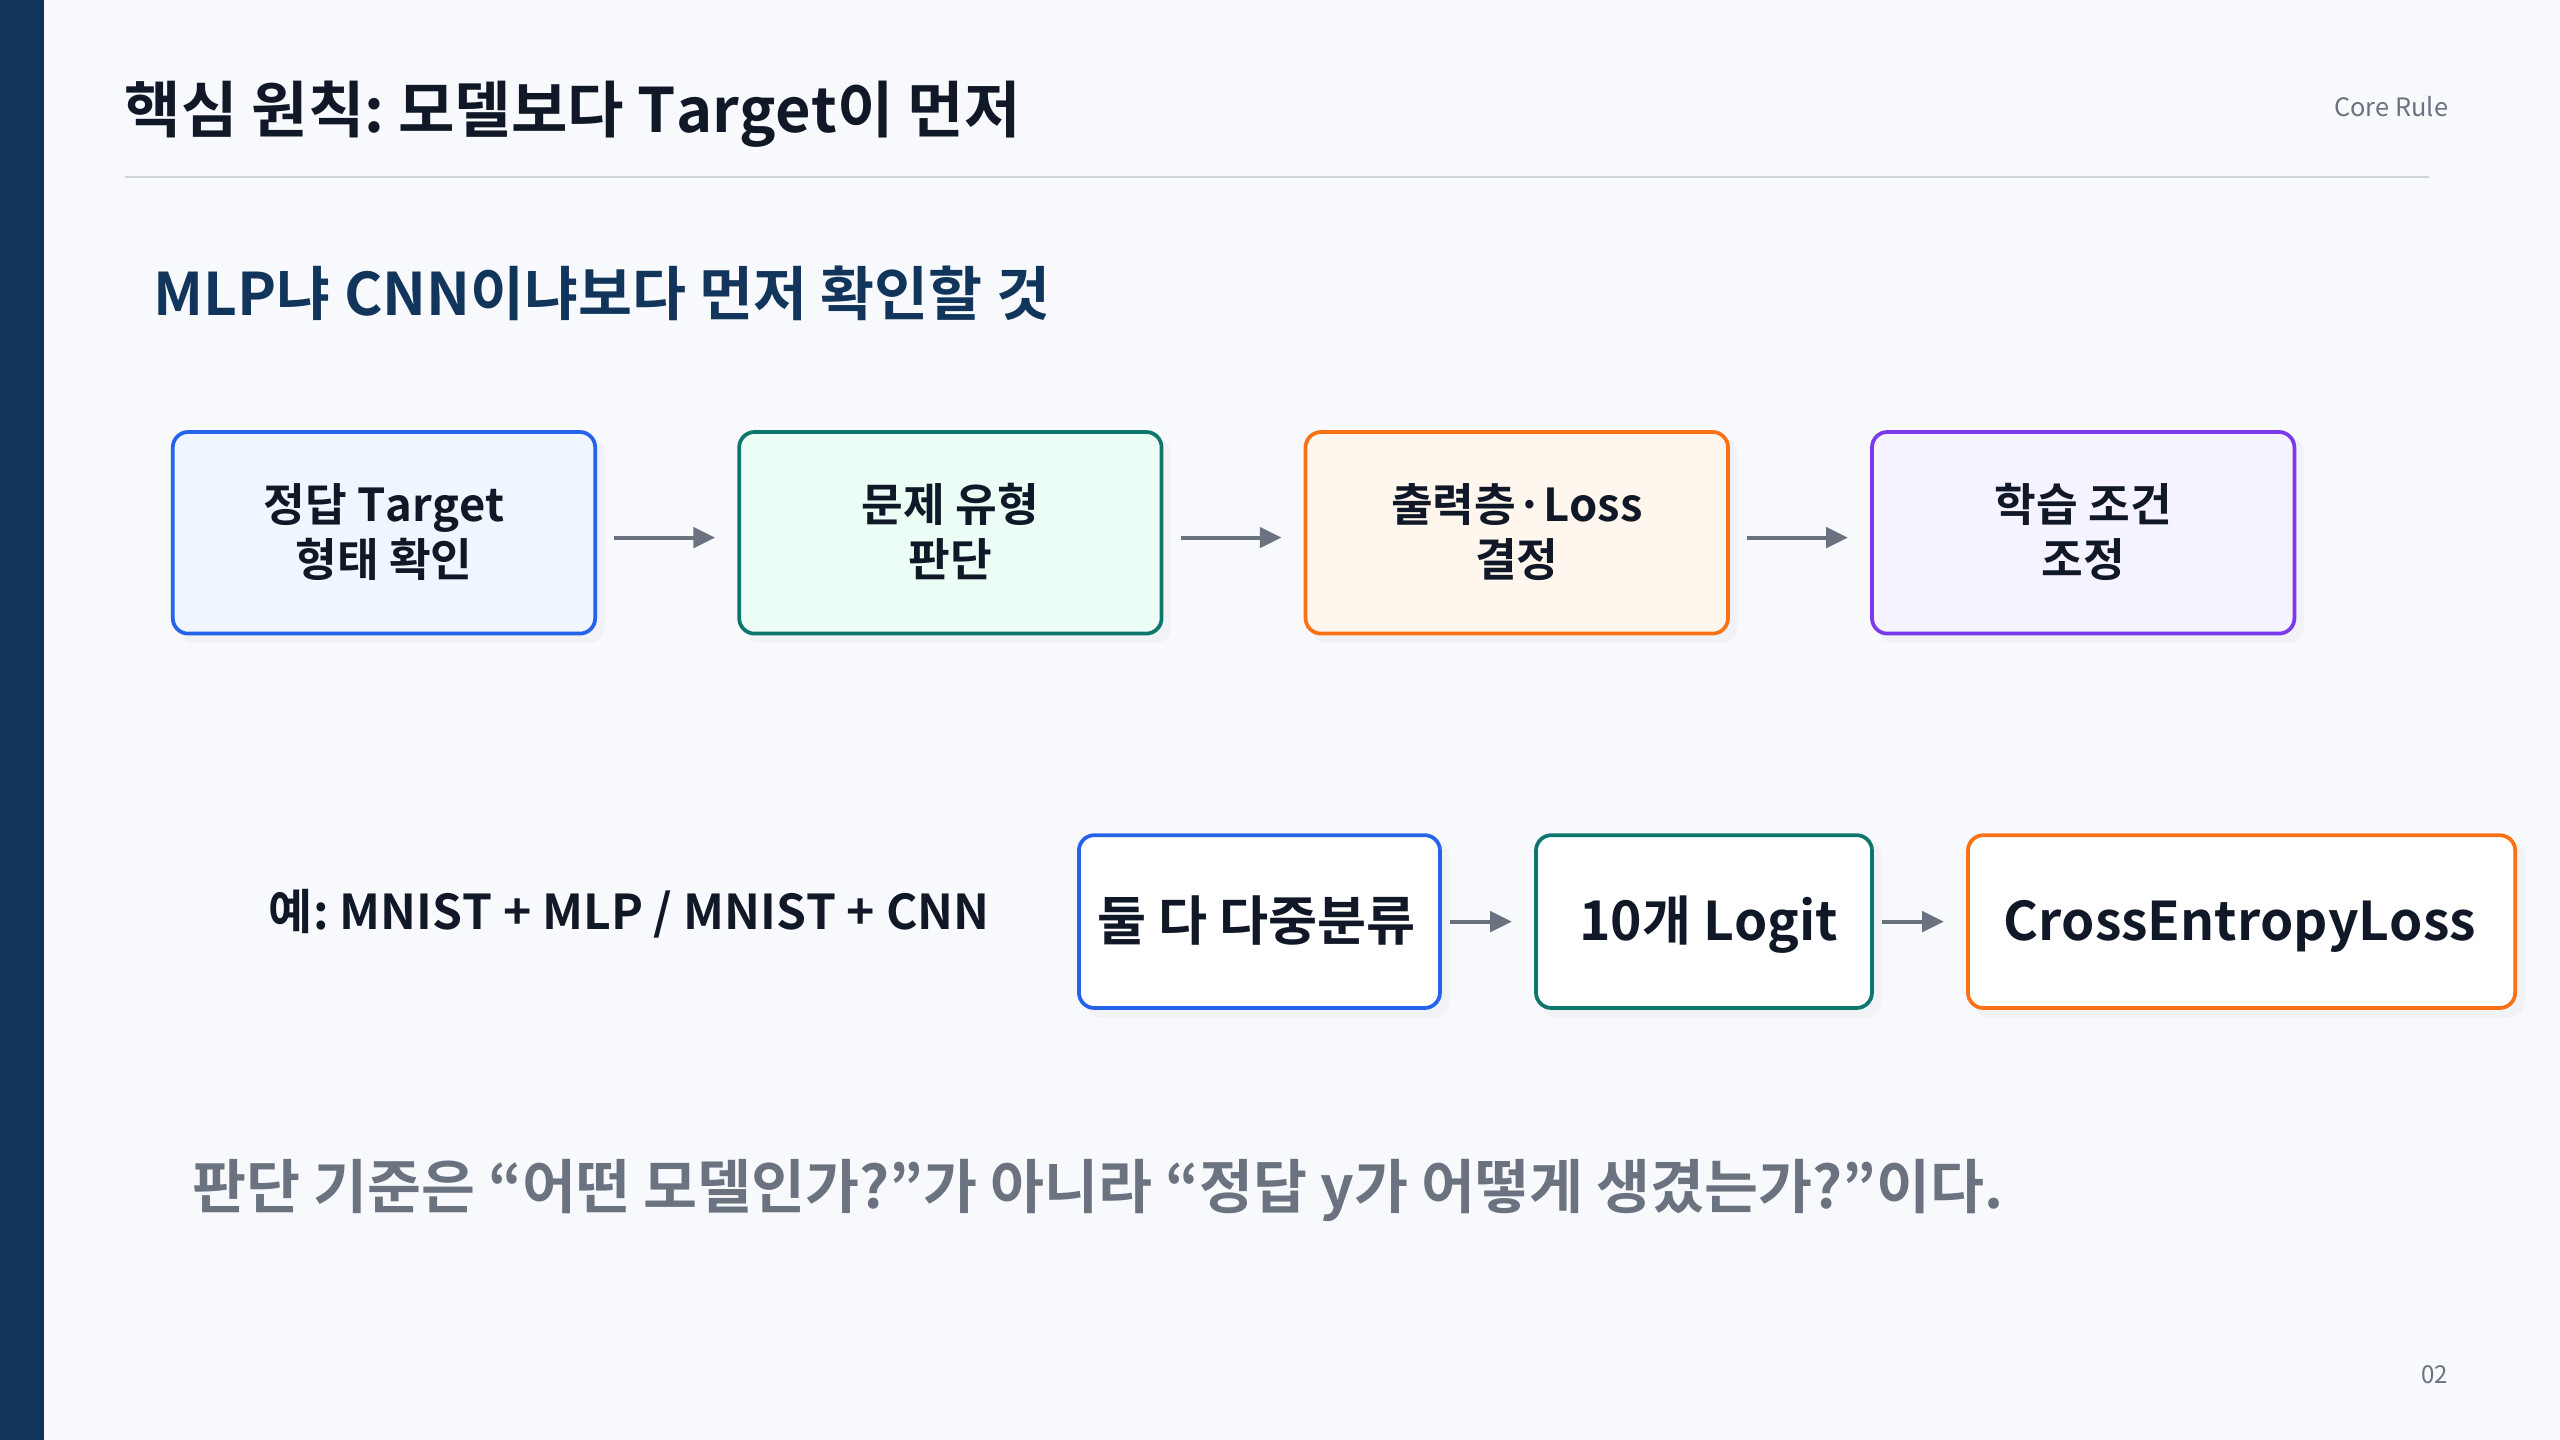 핵심 원칙: 모델보다 Target이 먼저
Core Rule
MLP냐 CNN이냐보다 먼저 확인할 것
정답 Target
형태 확인
문제 유형
판단
출력층·Loss
결정
학습 조건
조정
예: MNIST + MLP / MNIST + CNN
둘 다 다중분류
10개 Logit
CrossEntropyLoss
판단 기준은 “어떤 모델인가?”가 아니라 “정답 y가 어떻게 생겼는가?”이다.
02